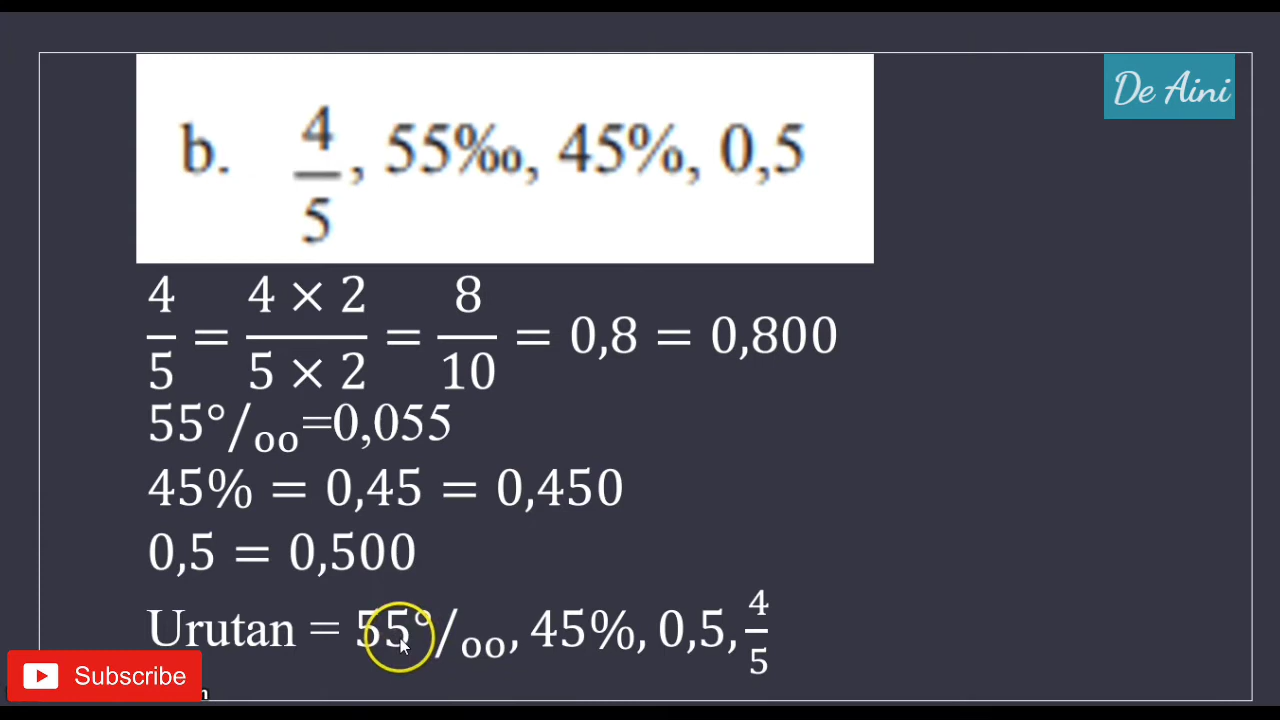 De Aini
b. 4/5, 55‰, 45%, 0,5
4/5 = 4 × 2/5 × 2 = 8/10 = 0,8 = 0,800
55°/oo=0,055
45% = 0,45 = 0,450
0,5 = 0,500
Urutan = 55°/oo, 45%, 0,5, 4/5
Subscribe